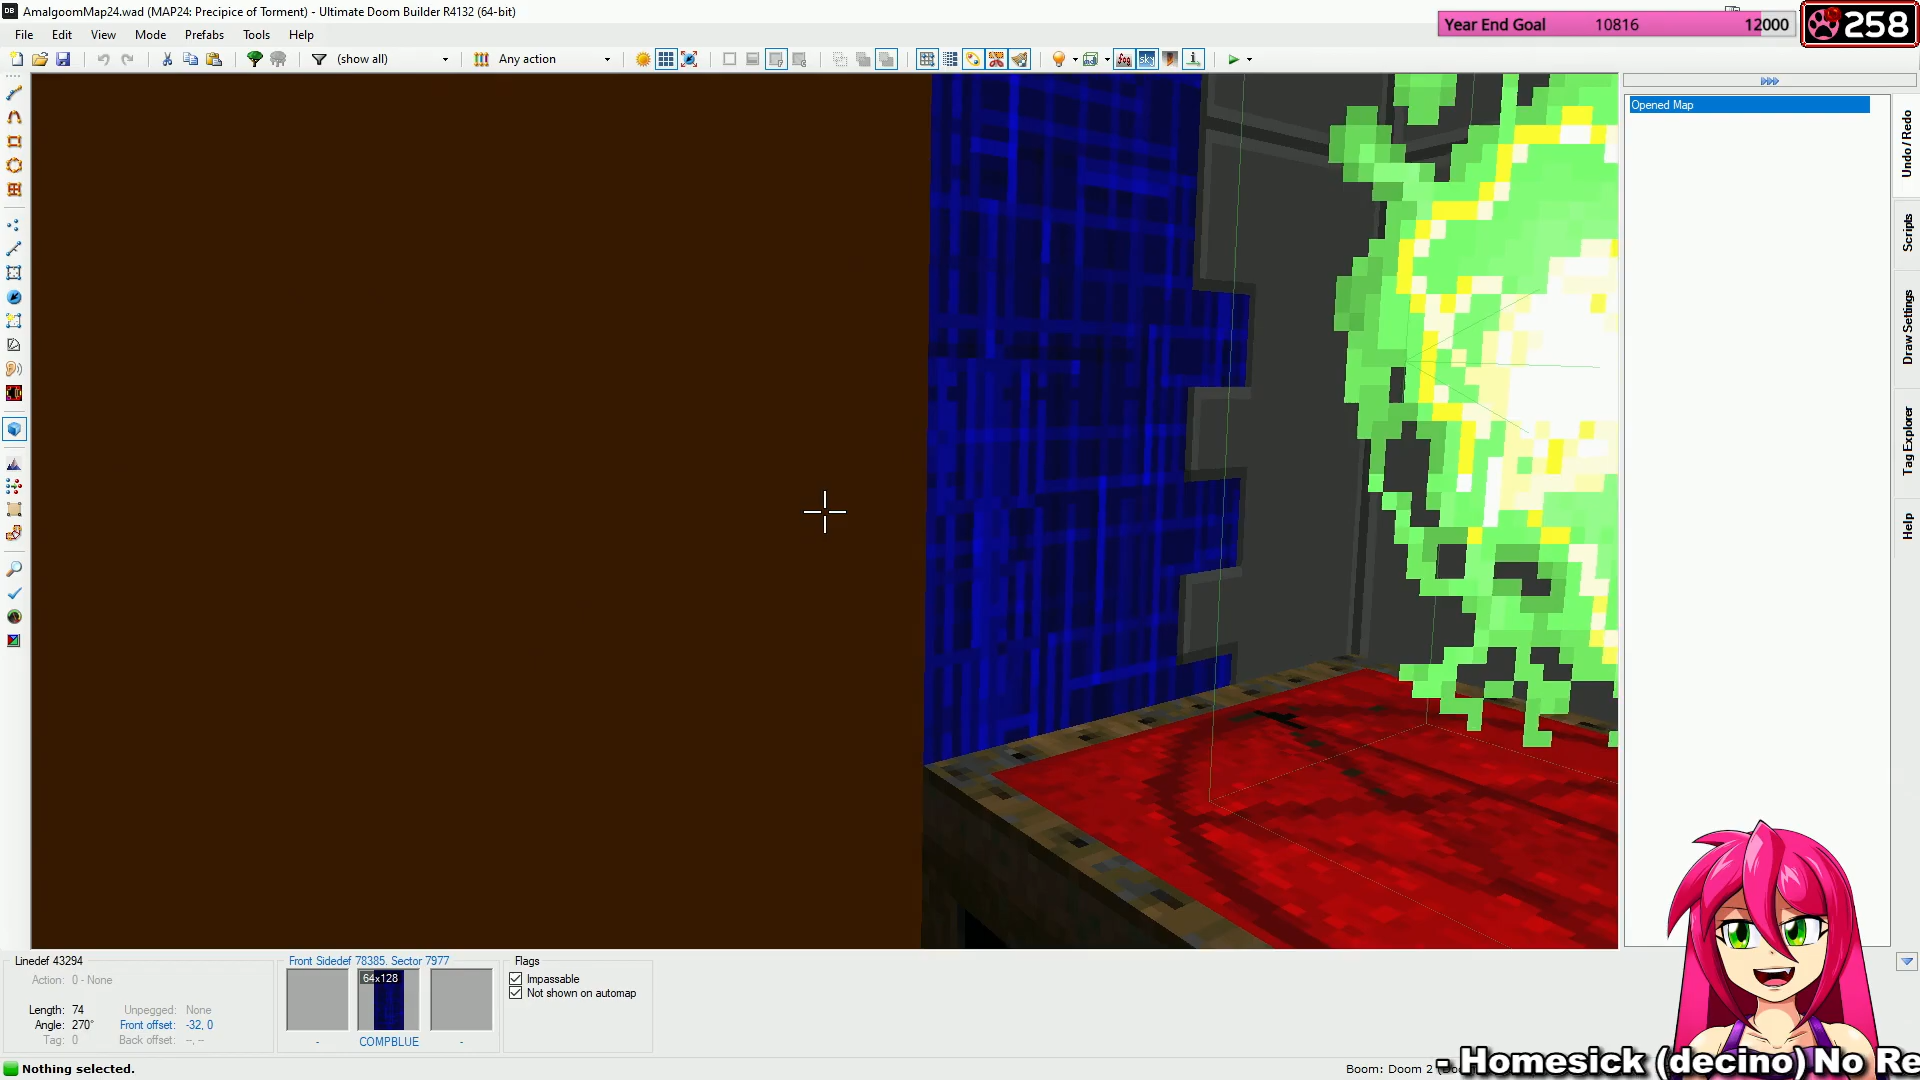 AmalgoomMap24.wad (MAP24: Precipice of Torment) - Ultimate Doom Builder R4132 (64-bit)
Year End Goal 10816 12000
258
File Edit View Mode Prefabs Tools Help
(show all)
Any action
Opened Map
Undo / Redo
Scripts
Draw Settings
Tag Explorer
Help
Linedef 43294
Action: 0 - None
Length: 74 Unpegged: None
Angle: 270° Front offset: -32, 0
Tag: 0 Back offset: --, --
Front Sidedef 78385. Sector 7977
64x128
- COMPBLUE -
Flags
Impassable
Not shown on automap
Nothing selected.
Boom: Doom 2
- Homesick (decino) No Re